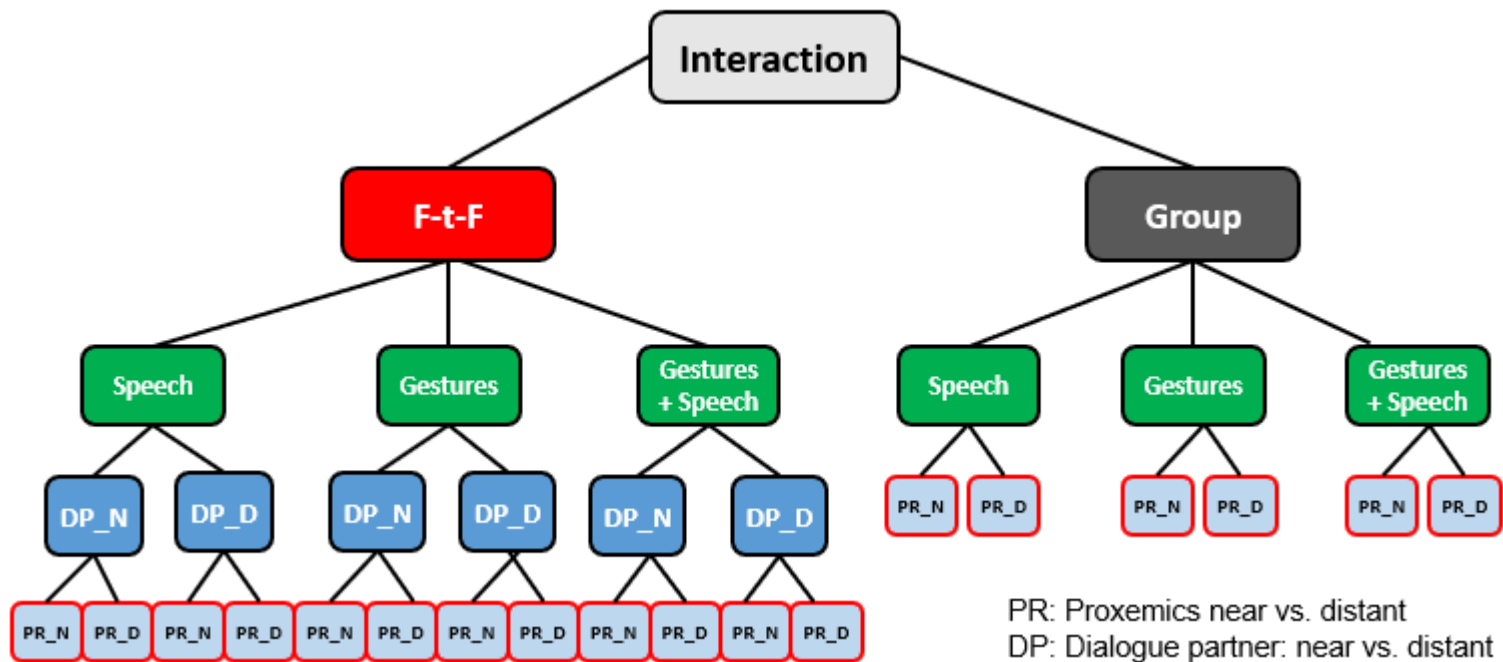 Interaction
F-t-F
Group
Speech
Gestures
Gestures
+ Speech
Speech
Gestures
Gestures
+ Speech
DP_N
DP_D
DP_N
DP_D
DP_N
DP_D
PR_N
PR_D
PR_N
PR_D
PR_N
PR_D
PR_N
PR_D
PR_N
PR_D
PR_N
PR_D
PR_N
PR_D
PR_N
PR_D
PR_N
PR_D
PR: Proxemics near vs. distant
DP: Dialogue partner: near vs. distant